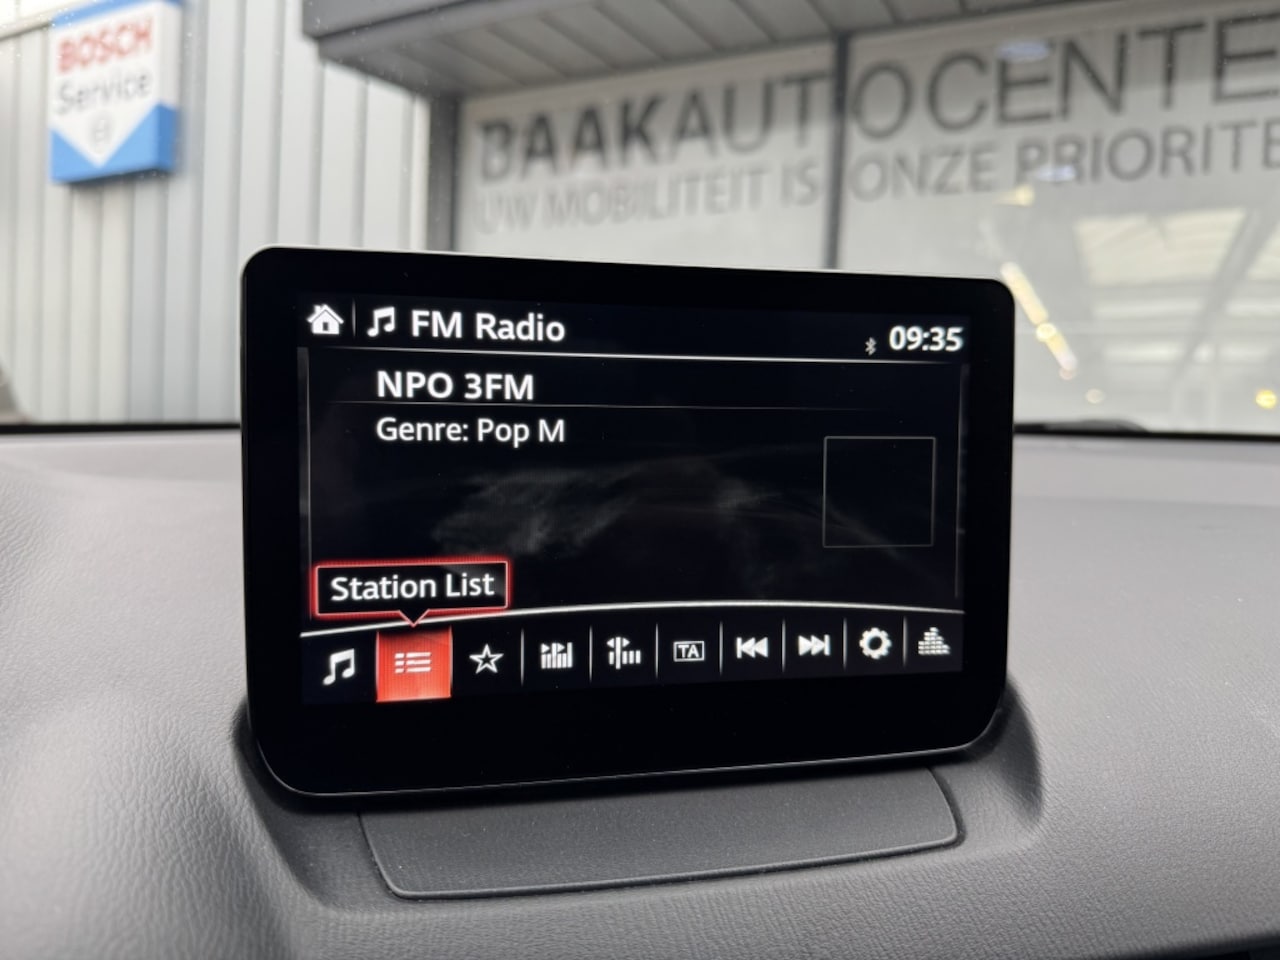 BOSCH
Service
BAAKAUTOCENTE
UW MOBILITEIT IS ONZE PRIORITE
FM Radio
09:35
NPO 3FM
Genre: Pop M
Station List
TA